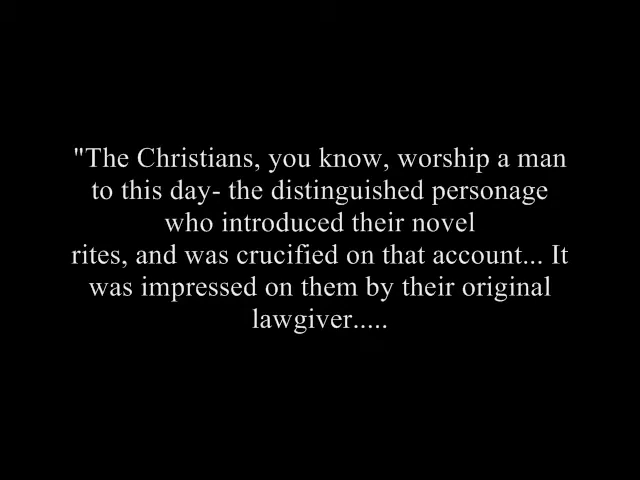 "The Christians, you know, worship a man
to this day- the distinguished personage
who introduced their novel
rites, and was crucified on that account... It
was impressed on them by their original
lawgiver.....